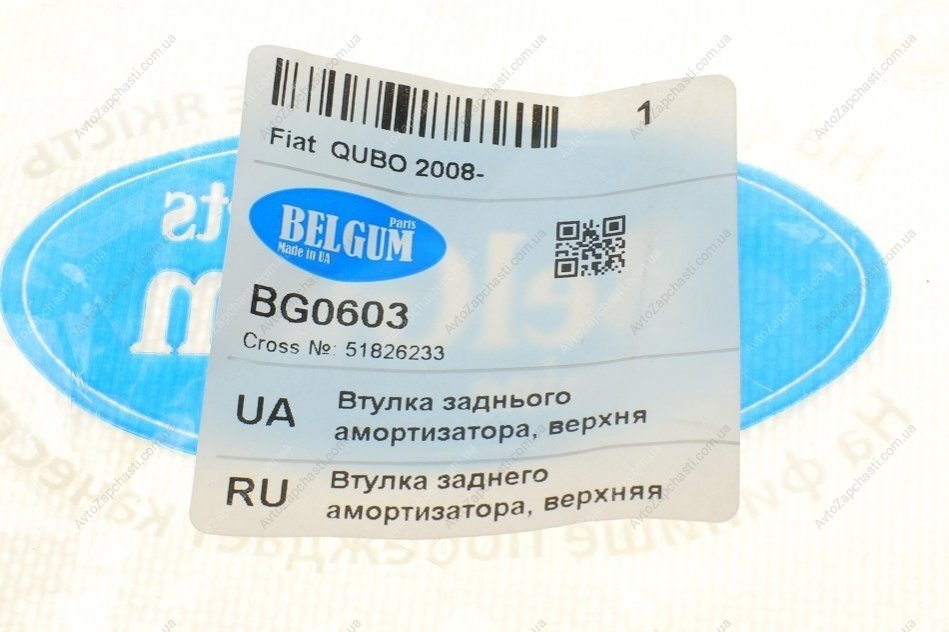 1
Fiat QUBO 2008-
BELGUM
Parts
Made in UA
BG0603
Cross №: 51826233
UA
Втулка заднього
амортизатора, верхня
RU
Втулка заднего
амортизатора, верхняя
AvtoZapchasti.com.ua